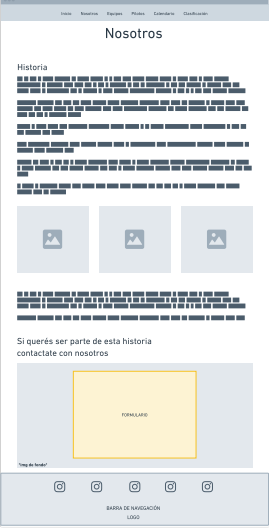 Inicio Nosotros Equipos Pilotos Calendario Clasificación
Nosotros
Historia
Si querés ser parte de esta historia
contactate con nosotros
FORMULARIO
*Img de fondo*
BARRA DE NAVEGACIÓN
LOGO